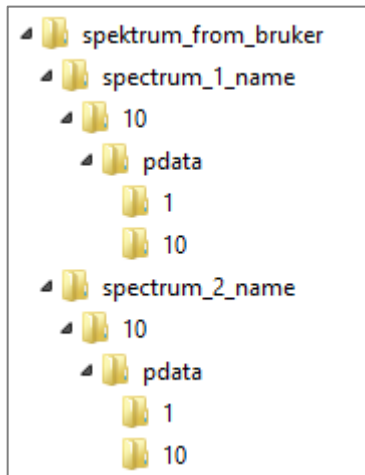 spektrum_from_bruker
spectrum_1_name
10
pdata
1
10
spectrum_2_name
10
pdata
1
10